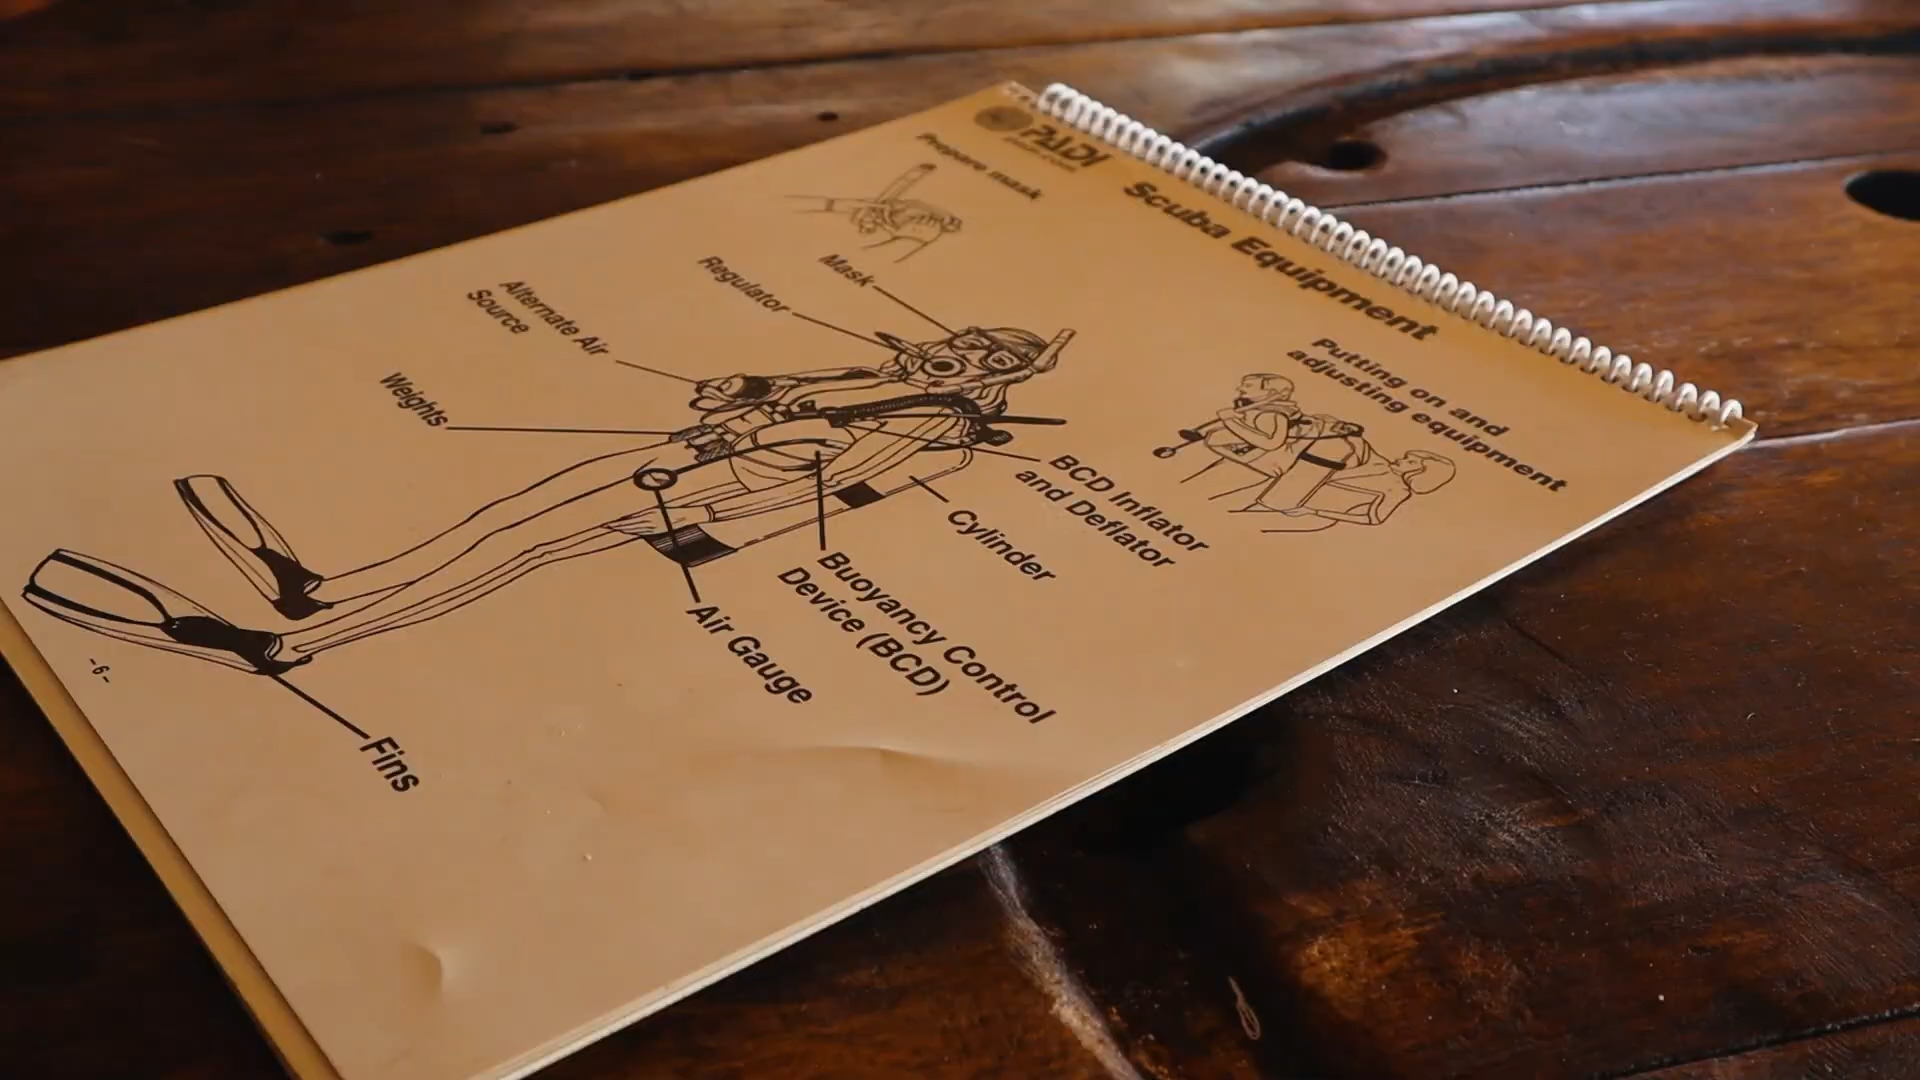 PADI
Scuba Equipment
Prepare mask
Putting on and
adjusting equipment
Mask
Regulator
Alternate Air
Source
Weights
BCD Inflator
and Deflator
Cylinder
Buoyancy Control
Device (BCD)
Air Gauge
Fins
-6-